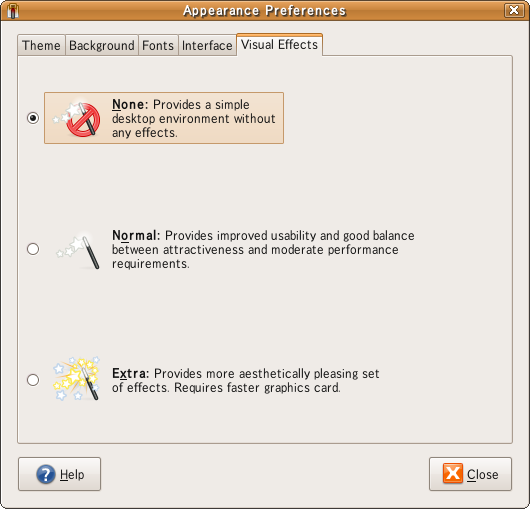 Appearance Preferences
Theme Background Fonts Interface Visual Effects
None: Provides a simple
desktop environment without
any effects.
Normal: Provides improved usability and good balance
between attractiveness and moderate performance
requirements.
Extra: Provides more aesthetically pleasing set
of effects. Requires faster graphics card.
Help Close